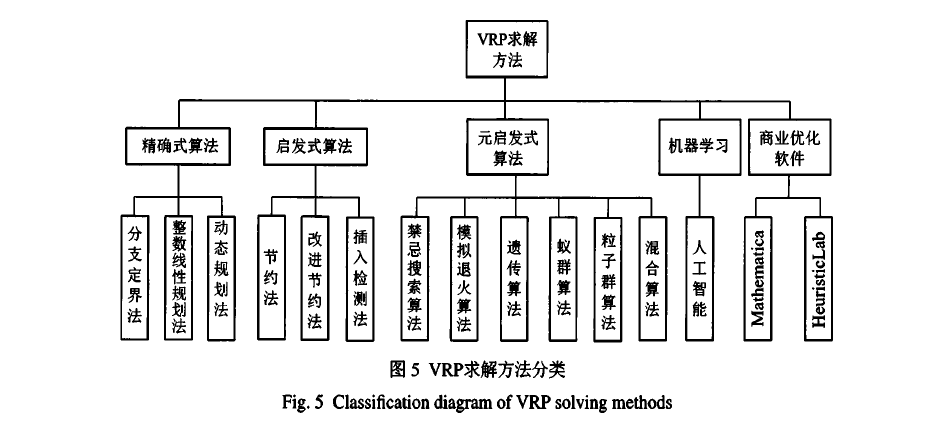 VRP求解
方法
精确式算法
启发式算法
元启发式
算法
机器学习
商业优化
软件
分支定界法
整数线性规划法
动态规划法
节约法
改进节约法
插入检测法
禁忌搜索算法
模拟退火算法
遗传算法
蚁群算法
粒子群算法
混合算法
人工智能
Mathematica
HeuristicLab
图 5 VRP求解方法分类
Fig. 5 Classification diagram of VRP solving methods